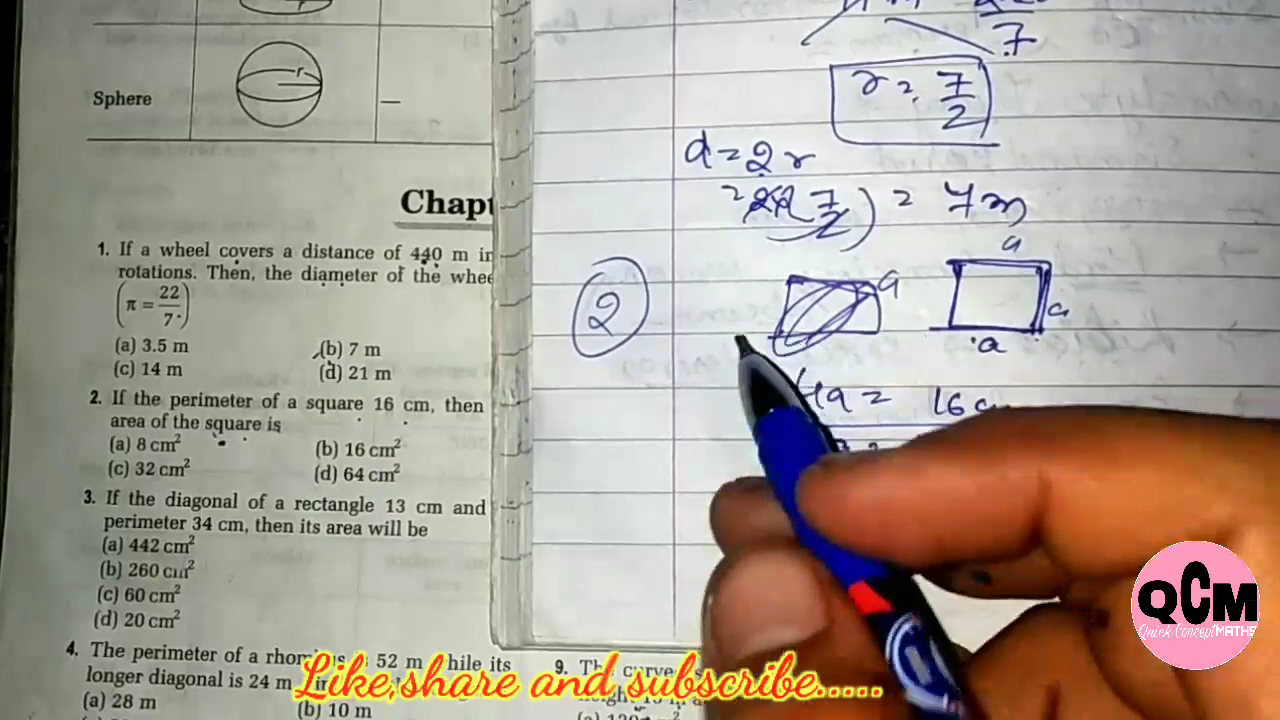 Sphere
r
Chapt
1. If a wheel covers a distance of 440 m in
rotations. Then, the diameter of the whee
(π = 22/7)
(a) 3.5 m (b) 7 m
(c) 14 m (d) 21 m
2. If the perimeter of a square 16 cm, then
area of the square is
(a) 8 cm² (b) 16 cm²
(c) 32 cm² (d) 64 cm²
3. If the diagonal of a rectangle 13 cm and
perimeter 34 cm, then its area will be
(a) 442 cm²
(b) 260 cm²
(c) 60 cm²
(d) 20 cm²
4. The perimeter of a rhombus 52 m while its
longer diagonal is 24 m
(a) 28 m (b) 10 m
9. The curve
7
r = 7/2
d = 2r
= 7m
2
a
a
a
a
4a = 16 c
QCM
Quick Concept MATHS
Like,share and subscribe.....